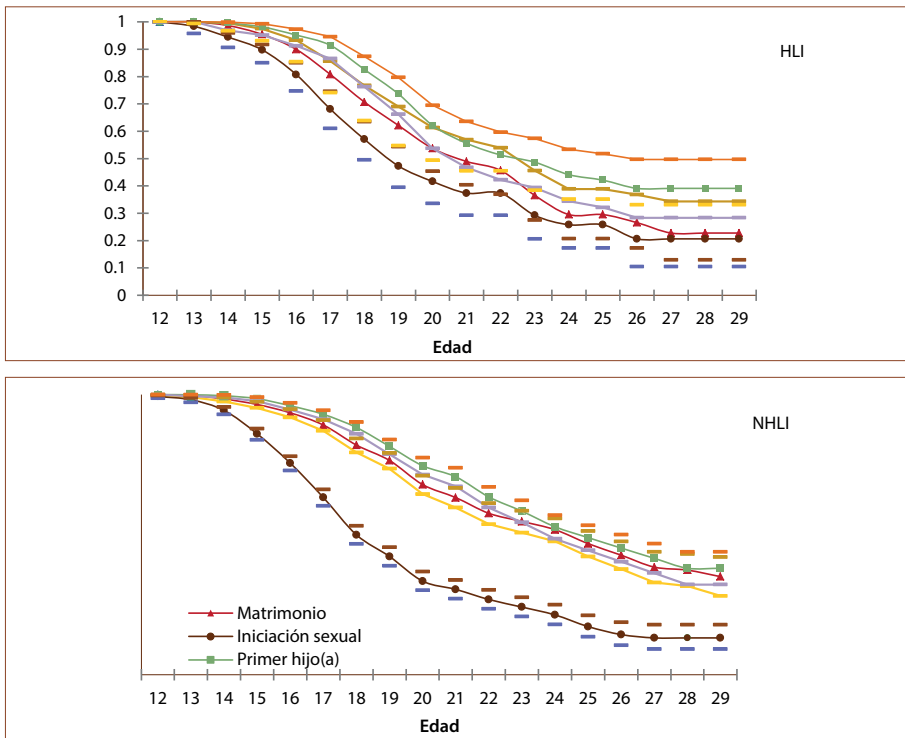 HLI
1
0.9
0.8
0.7
0.6
0.5
0.4
0.3
0.2
0.1
0
12 13 14 15 16 17 18 19 20 21 22 23 24 25 26 27 28 29
Edad
NHLI
Matrimonio
Iniciación sexual
Primer hijo(a)
12 13 14 15 16 17 18 19 20 21 22 23 24 25 26 27 28 29
Edad